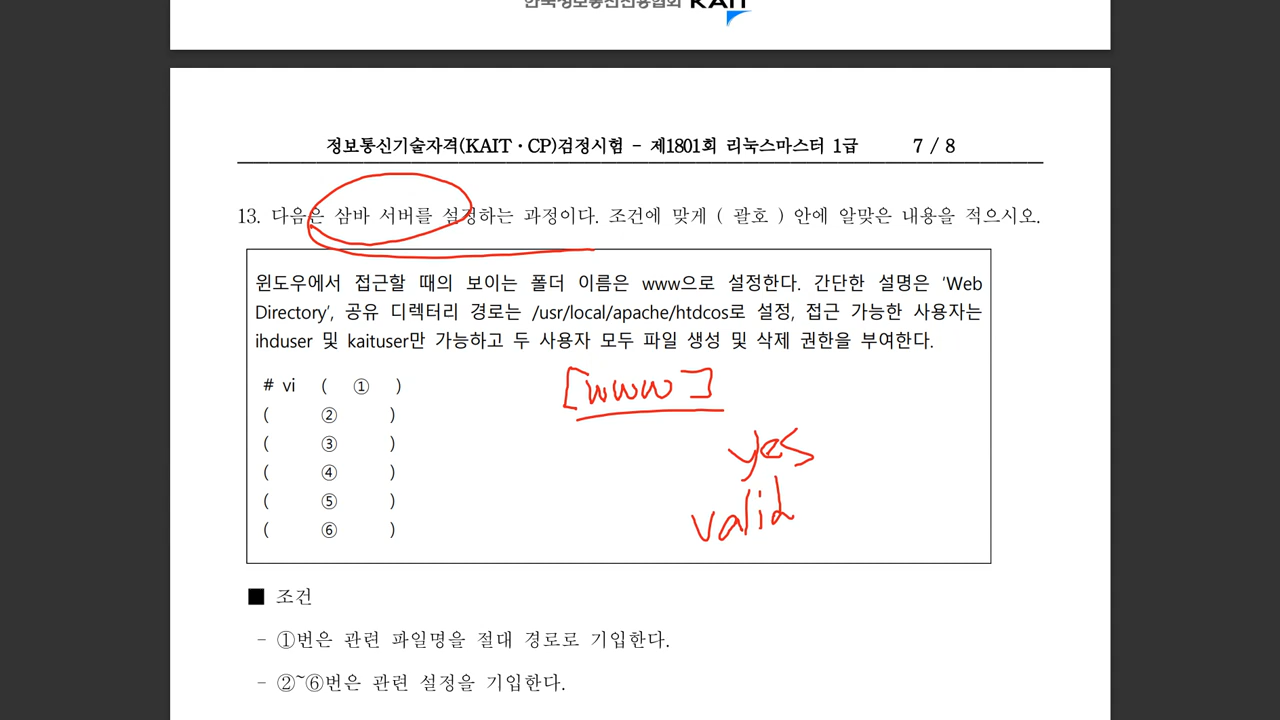 한국정보통신진흥협회 KAIT
정보통신기술자격(KAIT·CP)검정시험 - 제1801회 리눅스마스터 1급 7 / 8
13. 다음은 삼바 서버를 설정하는 과정이다. 조건에 맞게 ( 괄호 ) 안에 알맞은 내용을 적으시오.
윈도우에서 접근할 때의 보이는 폴더 이름은 www으로 설정한다. 간단한 설명은 'Web
Directory', 공유 디렉터리 경로는 /usr/local/apache/htdcos로 설정, 접근 가능한 사용자는
ihduser 및 kaituser만 가능하고 두 사용자 모두 파일 생성 및 삭제 권한을 부여한다.
# vi ( ① )
[www]
( ② )
( ③ )
yes
( ④ )
( ⑤ )
valid
( ⑥ )
■ 조건
- ①번은 관련 파일명을 절대 경로로 기입한다.
- ②~⑥번은 관련 설정을 기입한다.